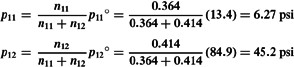 p₁₁ = n₁₁ / (n₁₁ + n₁₂) p₁₁° = 0.364 / (0.364 + 0.414) (13.4) = 6.27 psi
p₁₂ = n₁₂ / (n₁₁ + n₁₂) p₁₂° = 0.414 / (0.364 + 0.414) (84.9) = 45.2 psi